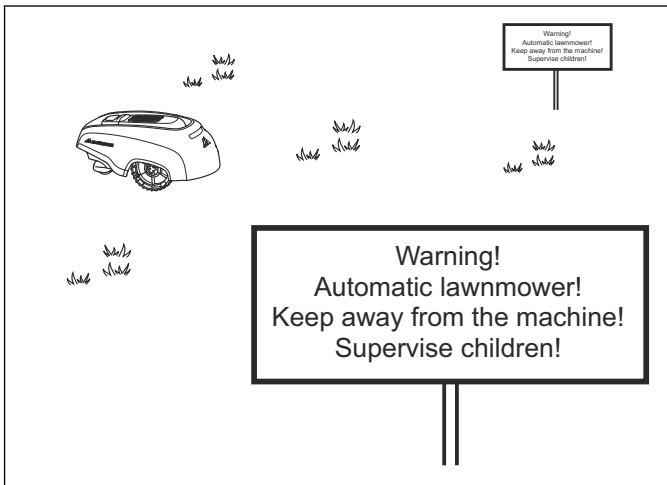 Warning!
Automatic lawnmower!
Keep away from the machine!
Supervise children!
Warning!
Automatic lawnmower!
Keep away from the machine!
Supervise children!